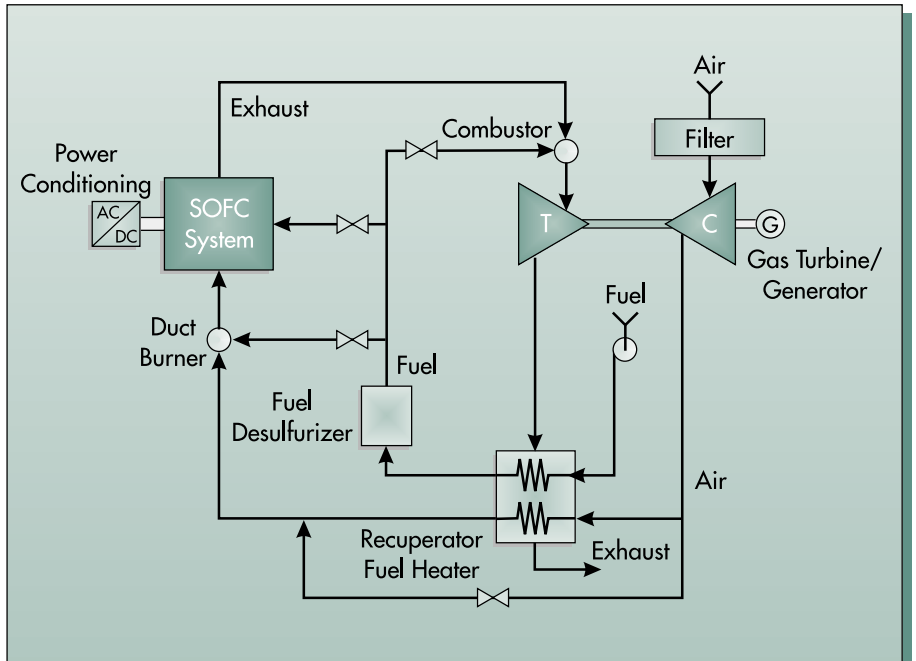 Air
Exhaust
Combustor
Filter
Power
Conditioning
AC
DC
SOFC
System
T
C
G
Gas Turbine/
Generator
Fuel
Duct
Burner
Fuel
Fuel
Desulfurizer
Air
Recuperator
Fuel Heater
Exhaust